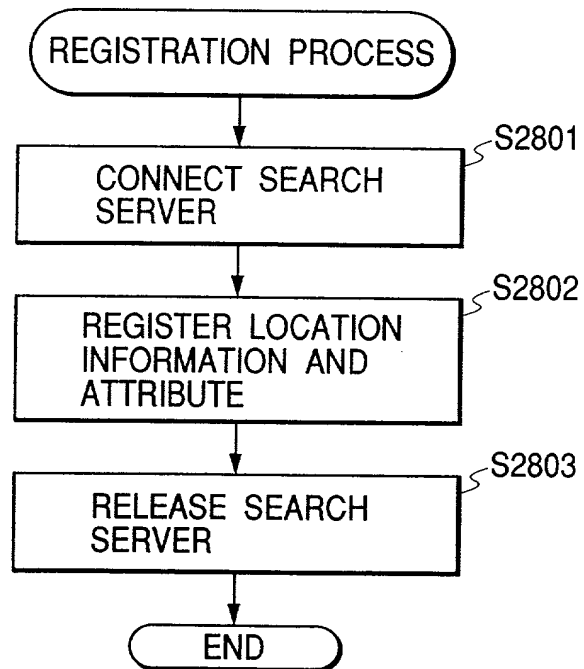 REGISTRATION PROCESS
S2801
CONNECT SEARCH
SERVER
S2802
REGISTER LOCATION
INFORMATION AND
ATTRIBUTE
S2803
RELEASE SEARCH
SERVER
END